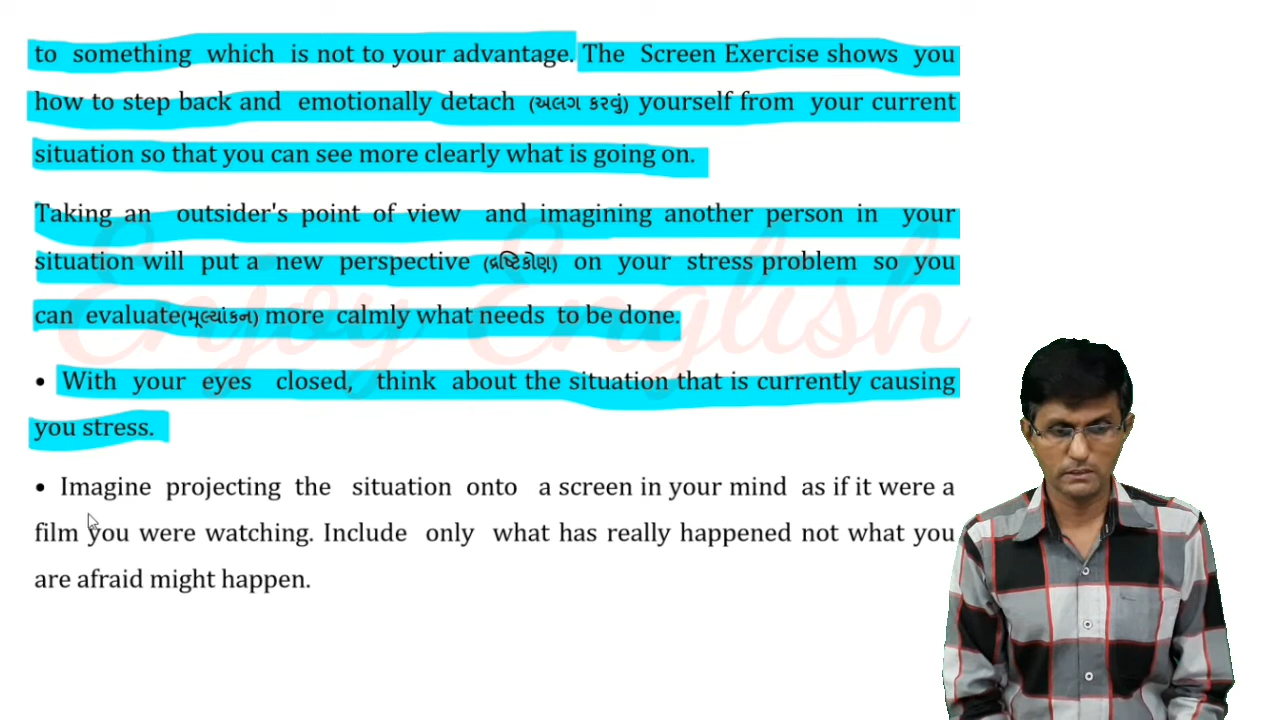 to something which is not to your advantage. The Screen Exercise shows you
how to step back and emotionally detach (અલગ કરવું) yourself from your current
situation so that you can see more clearly what is going on.
Taking an outsider's point of view and imagining another person in your
situation will put a new perspective (દ્રષ્ટિકોણ) on your stress problem so you
can evaluate(મૂલ્યાંકન) more calmly what needs to be done.
• With your eyes closed, think about the situation that is currently causing
you stress.
• Imagine projecting the situation onto a screen in your mind as if it were a
film you were watching. Include only what has really happened not what you
are afraid might happen.
Enjoy English